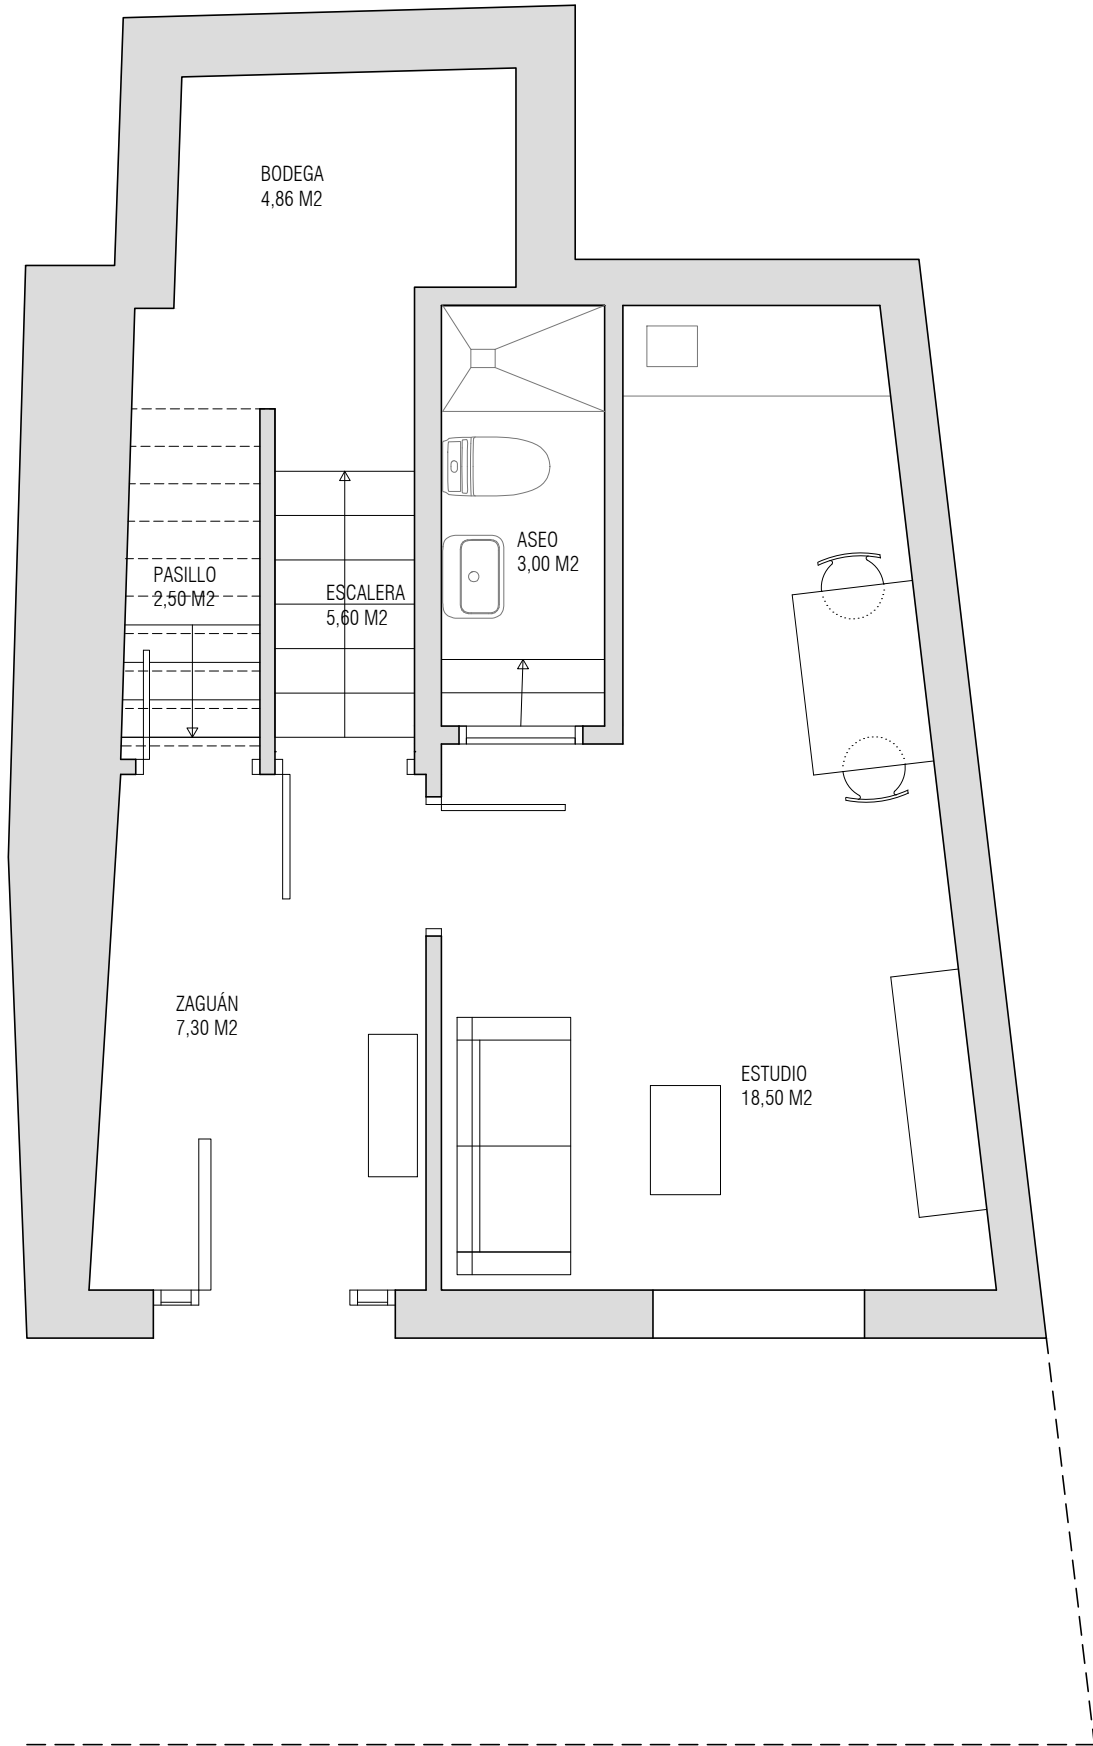 BODEGA
4,86 M2
ASEO
3,00 M2
PASILLO
2,50 M2
ESCALERA
5,60 M2
ZAGUÁN
7,30 M2
ESTUDIO
18,50 M2